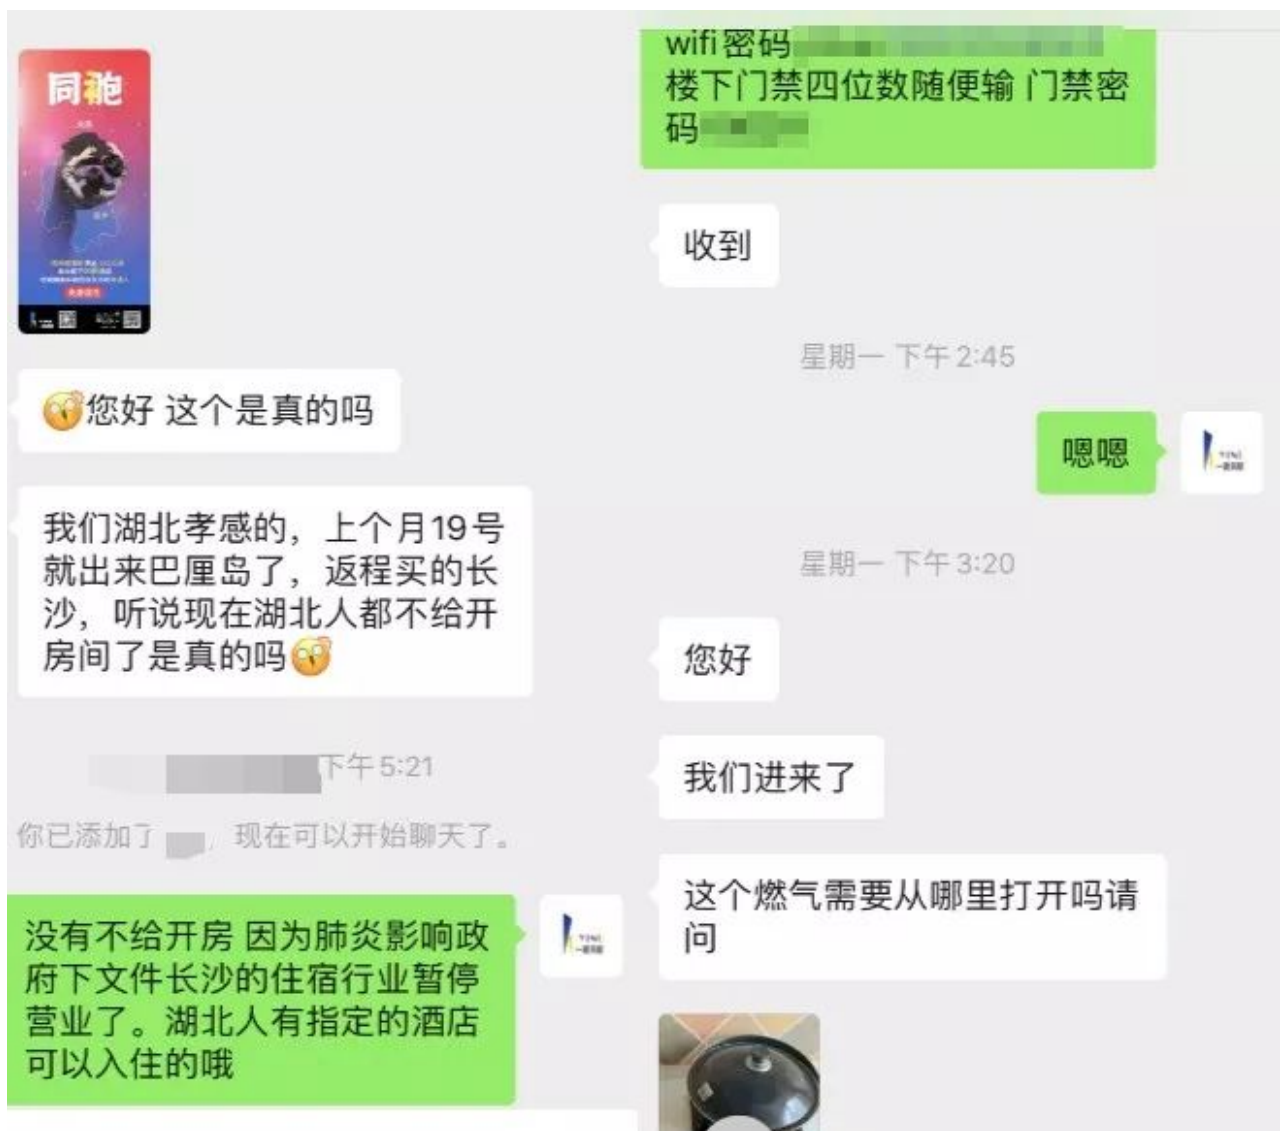 同袍
您好 这个是真的吗
我们湖北孝感的，上个月19号
就出来巴厘岛了，返程买的长
沙，听说现在湖北人都不给开
房间了是真的吗
下午5:21
你已添加了
，现在可以开始聊天了。
没有不给开房 因为肺炎影响政
府下文件长沙的住宿行业暂停
营业了。湖北人有指定的酒店
可以入住的哦
wifi密码
楼下门禁四位数随便输 门禁密
码
收到
星期一 下午2:45
嗯嗯
星期一 下午3:20
您好
我们进来了
这个燃气需要从哪里打开吗请
问